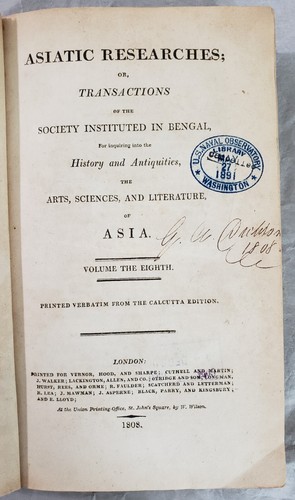 ASIATIC RESEARCHES;
OR,
TRANSACTIONS
OF THE
SOCIETY INSTITUTED IN BENGAL,
For inquiring into the
History and Antiquities,
THE
ARTS, SCIENCES, AND LITERATURE,
OF
ASIA.
U.S. NAVAL OBSERVATORY
LIBRARY
MAY
27
1891
WASHINGTON
1808
VOLUME THE EIGHTH.
PRINTED VERBATIM FROM THE CALCUTTA EDITION.
LONDON:
PRINTED FOR VERNOR, HOOD, AND SHARPE; CUTHELL AND MARTIN;
J. WALKER; LACKINGTON, ALLEN, AND CO.; OTRIDGE AND SON; LONGMAN,
HURST, REES, AND ORME; R. FAULDER; SCATCHERD AND LETTERMAN;
R. LEA; J. MAWMAN; J. ASPERNE; BLACK, PARRY, AND KINGSBURY,
AND E. LLOYD;
At the Union Printing-Office, St. John's Square, by W. Wilson.
1808.